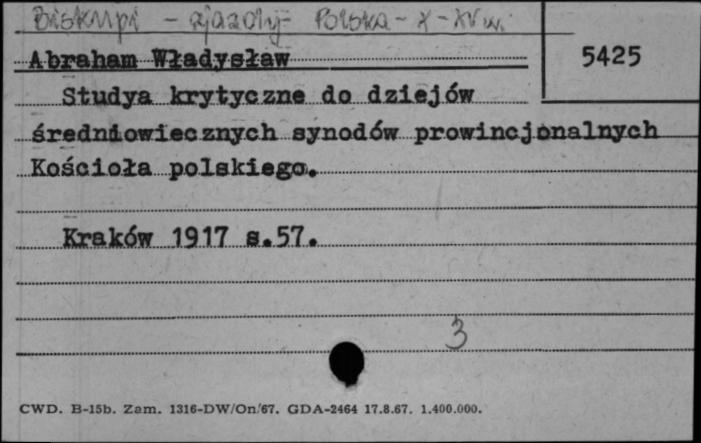 Biskupi - zjazdy - Polska - X-XV w.
Abraham Władysław
5425
Studya krytyczne do dziejów
średniowiecznych synodów prowincjonalnych
Kościoła polskiego.
Kraków 1917 s.57.
3
CWD. B-15b. Zam. 1316-DW/On/67. GDA-2464 17.8.67. 1.400.000.